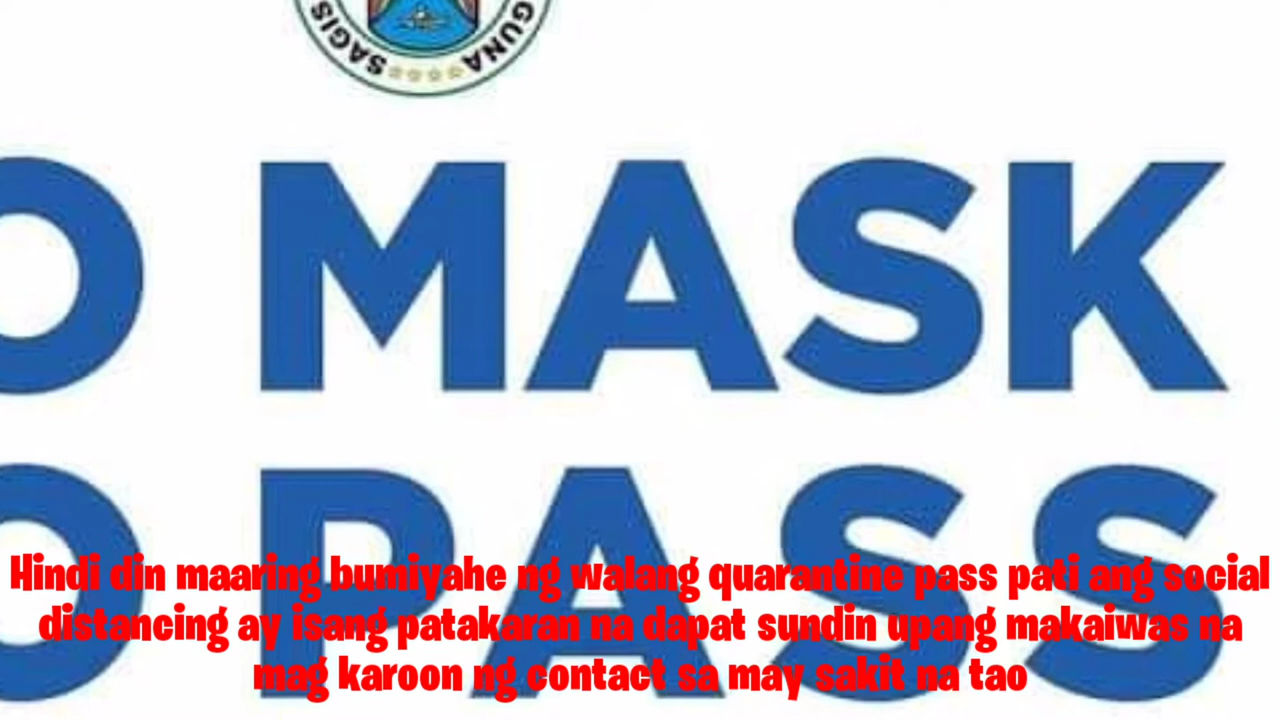 SAGIS GUNA
O MASK
O PASS
Hindi din maaring bumiyahe ng walang quarantine pass pati ang social
distancing ay isang patakaran na dapat sundin upang makaiwas na
mag karoon ng contact sa may sakit na tao